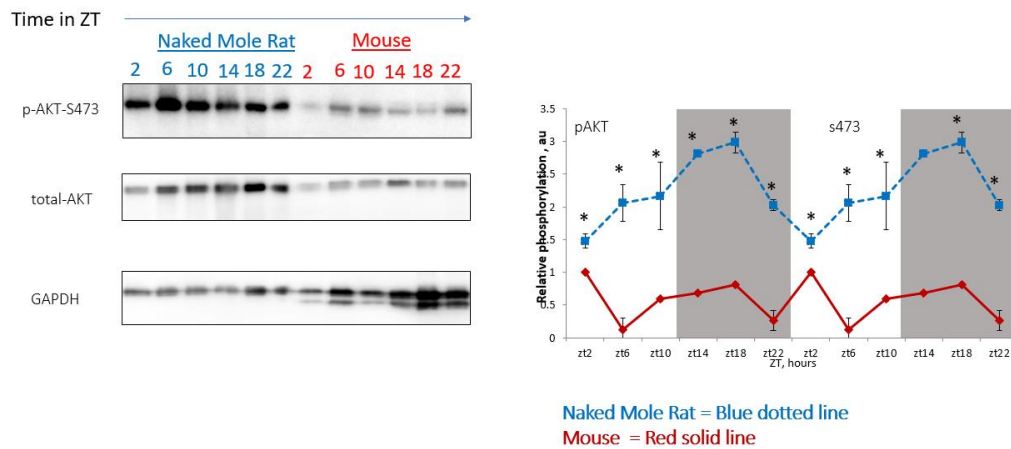 Time in ZT
Naked Mole Rat Mouse
2 6 10 14 18 22 2 6 10 14 18 22
p-AKT-S473
total-AKT
GAPDH
pAKT s473
Relative phosphorylation , au
3.5
3
2.5
2
1.5
1
0.5
0
* * * * * * * * * * *
zt2 zt6 zt10 zt14 zt18 zt22 zt2 zt6 zt10 zt14 zt18 zt22
ZT, hours
Naked Mole Rat = Blue dotted line
Mouse = Red solid line